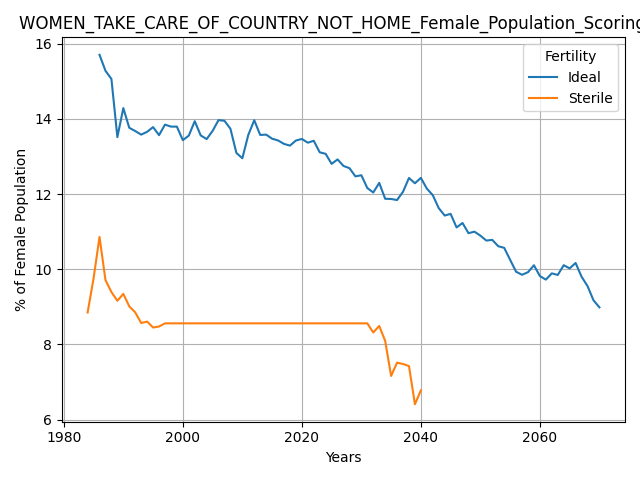 WOMEN_TAKE_CARE_OF_COUNTRY_NOT_HOME_Female_Population_Scoring
Fertility
Ideal
Sterile
% of Female Population
16
14
12
10
8
6
1980
2000
2020
2040
2060
Years